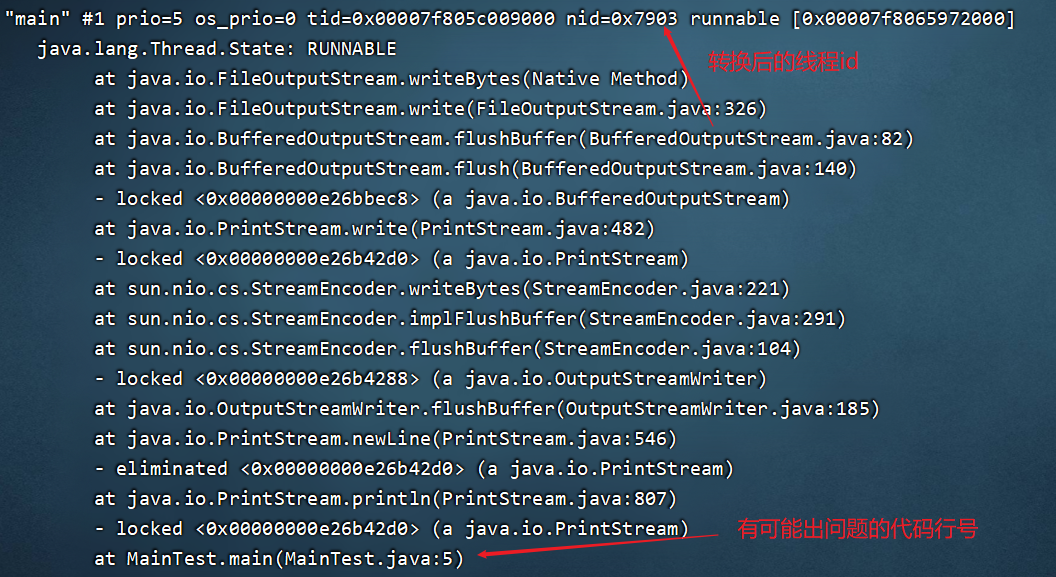 "main" #1 prio=5 os_prio=0 tid=0x00007f805c009000 nid=0x7903 runnable [0x00007f8065972000]
java.lang.Thread.State: RUNNABLE
转换后的线程id
at java.io.FileOutputStream.writeBytes(Native Method)
at java.io.FileOutputStream.write(FileOutputStream.java:326)
at java.io.BufferedOutputStream.flushBuffer(BufferedOutputStream.java:82)
at java.io.BufferedOutputStream.flush(BufferedOutputStream.java:140)
- locked <0x00000000e26bbec8> (a java.io.BufferedOutputStream)
at java.io.PrintStream.write(PrintStream.java:482)
- locked <0x00000000e26b42d0> (a java.io.PrintStream)
at sun.nio.cs.StreamEncoder.writeBytes(StreamEncoder.java:221)
at sun.nio.cs.StreamEncoder.implFlushBuffer(StreamEncoder.java:291)
at sun.nio.cs.StreamEncoder.flushBuffer(StreamEncoder.java:104)
- locked <0x00000000e26b4288> (a java.io.OutputStreamWriter)
at java.io.OutputStreamWriter.flushBuffer(OutputStreamWriter.java:185)
at java.io.PrintStream.newLine(PrintStream.java:546)
- eliminated <0x00000000e26b42d0> (a java.io.PrintStream)
at java.io.PrintStream.println(PrintStream.java:807)
- locked <0x00000000e26b42d0> (a java.io.PrintStream)
有可能出问题的代码行号
at MainTest.main(MainTest.java:5)